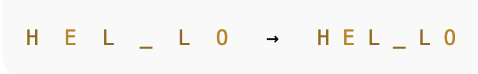 H E L _ L O → HEL_LO